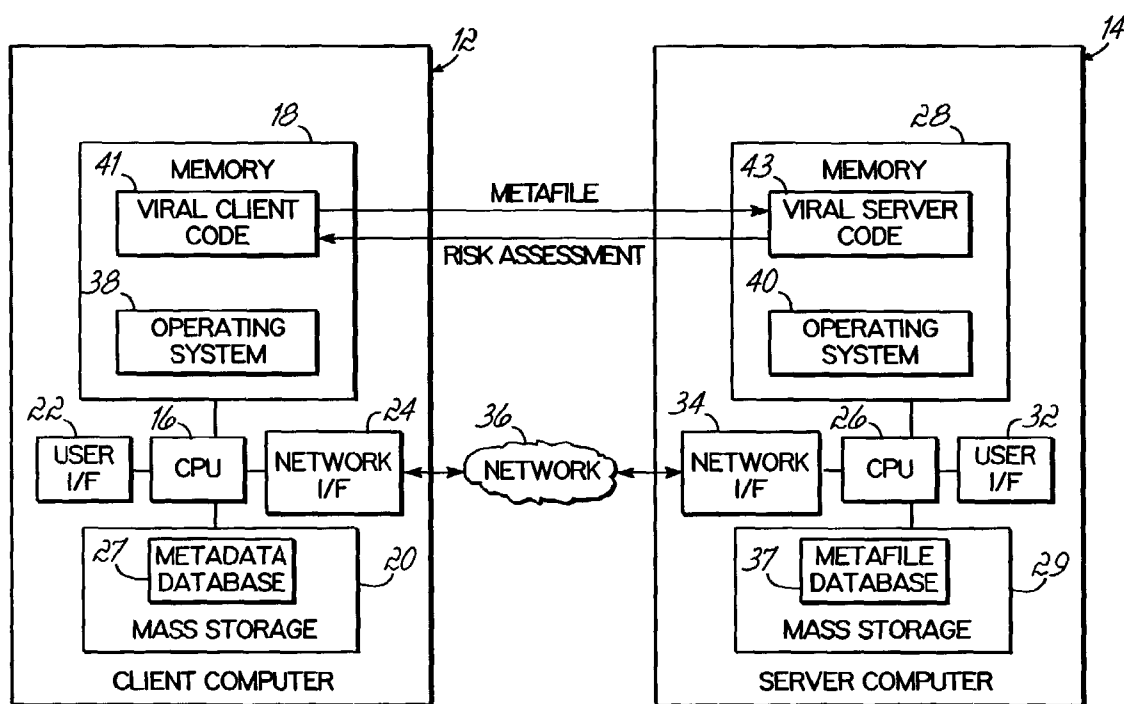 12
14
18
28
MEMORY
MEMORY
41
43
VIRAL CLIENT
CODE
METAFILE
VIRAL SERVER
CODE
RISK ASSESSMENT
38
40
OPERATING
SYSTEM
OPERATING
SYSTEM
22
16
24
36
34
26
32
USER
I/F
CPU
NETWORK
I/F
NETWORK
NETWORK
I/F
CPU
USER
I/F
27
METADATA
DATABASE
20
37
METAFILE
DATABASE
29
MASS STORAGE
MASS STORAGE
CLIENT COMPUTER
SERVER COMPUTER